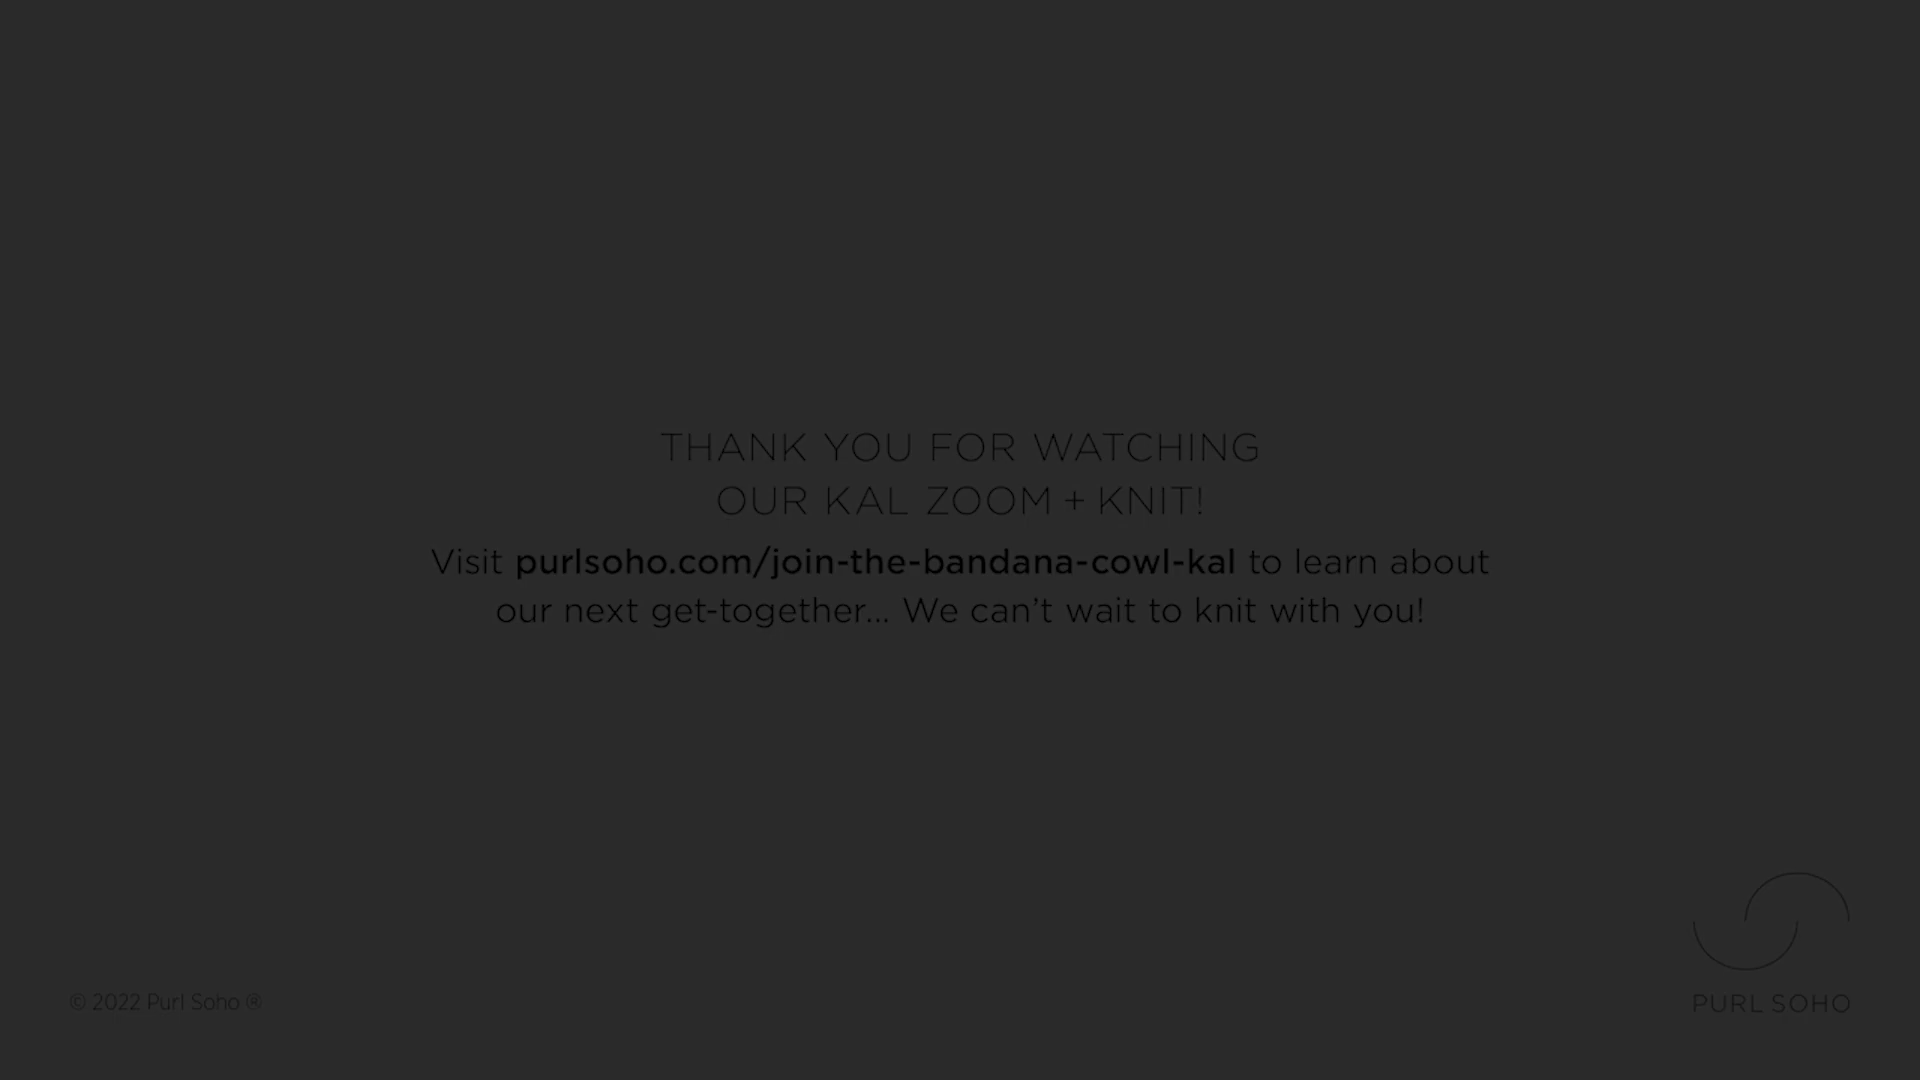 THANK YOU FOR WATCHING
OUR KAL ZOOM + KNIT!
Visit purlsoho.com/join-the-bandana-cowl-kal to learn about
our next get-together... We can’t wait to knit with you!
© 2022 Purl Soho ®
PURL SOHO